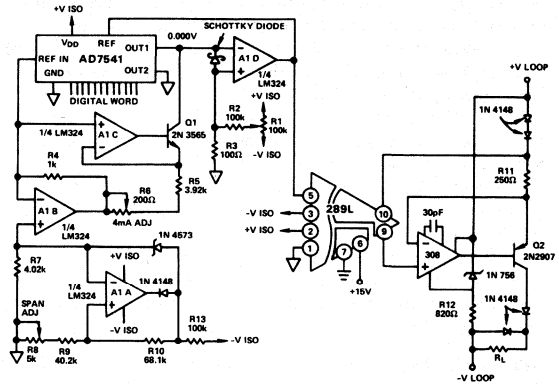 +V ISO
SCHOTTKY DIODE
VDD
REF
OUT1
0.000V
REF IN
AD7541
OUT2
GND
DIGITAL WORD
A1 D
1/4
LM324
+V ISO
R2
100k
R1
100k
-V ISO
R3
100Ω
1/4 LM324
A1 C
Q1
2N 3565
R4
1k
R5
3.92k
R6
200Ω
4mA ADJ
A1 B
1/4
LM324
R7
4.02k
1N 4573
+V ISO
1/4
LM324
A1 A
1N 4148
-V ISO
SPAN
ADJ
R8
5k
R9
40.2k
R10
68.1k
R13
100k
-V ISO
5
3
2
1
289L
10
9
7
6
-V ISO
+V ISO
+15V
+V LOOP
1N 4148
R11
250Ω
30pF
308
Q2
2N2907
1N 756
R12
820Ω
1N 4148
RL
-V LOOP